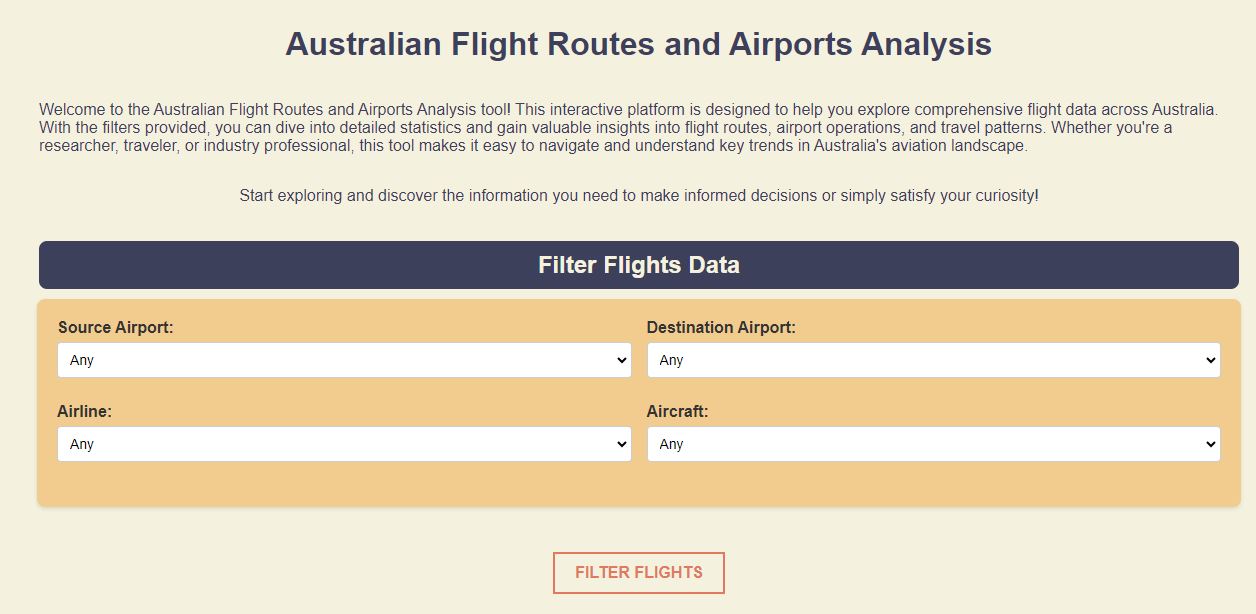 Australian Flight Routes and Airports Analysis
Welcome to the Australian Flight Routes and Airports Analysis tool! This interactive platform is designed to help you explore comprehensive flight data across Australia.
With the filters provided, you can dive into detailed statistics and gain valuable insights into flight routes, airport operations, and travel patterns. Whether you're a
researcher, traveler, or industry professional, this tool makes it easy to navigate and understand key trends in Australia's aviation landscape.
Start exploring and discover the information you need to make informed decisions or simply satisfy your curiosity!
Filter Flights Data
Source Airport:
Any
Destination Airport:
Any
Airline:
Any
Aircraft:
Any
FILTER FLIGHTS